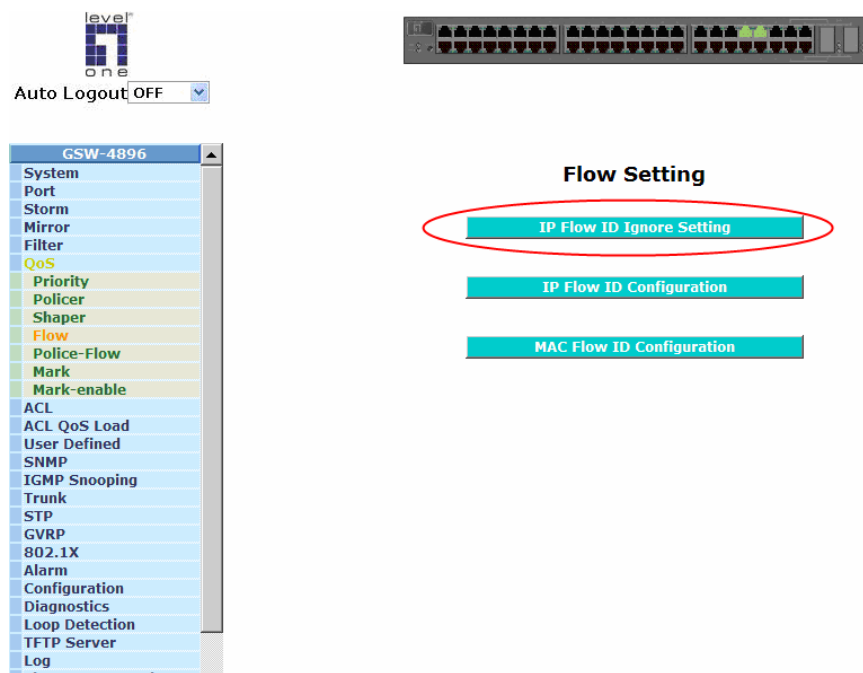 level
one
Auto Logout OFF
GSW-4896
System
Port
Storm
Mirror
Filter
QoS
Priority
Policer
Shaper
Flow
Police-Flow
Mark
Mark-enable
ACL
ACL QoS Load
User Defined
SNMP
IGMP Snooping
Trunk
STP
GVRP
802.1X
Alarm
Configuration
Diagnostics
Loop Detection
TFTP Server
Log
Flow Setting
IP Flow ID Ignore Setting
IP Flow ID Configuration
MAC Flow ID Configuration